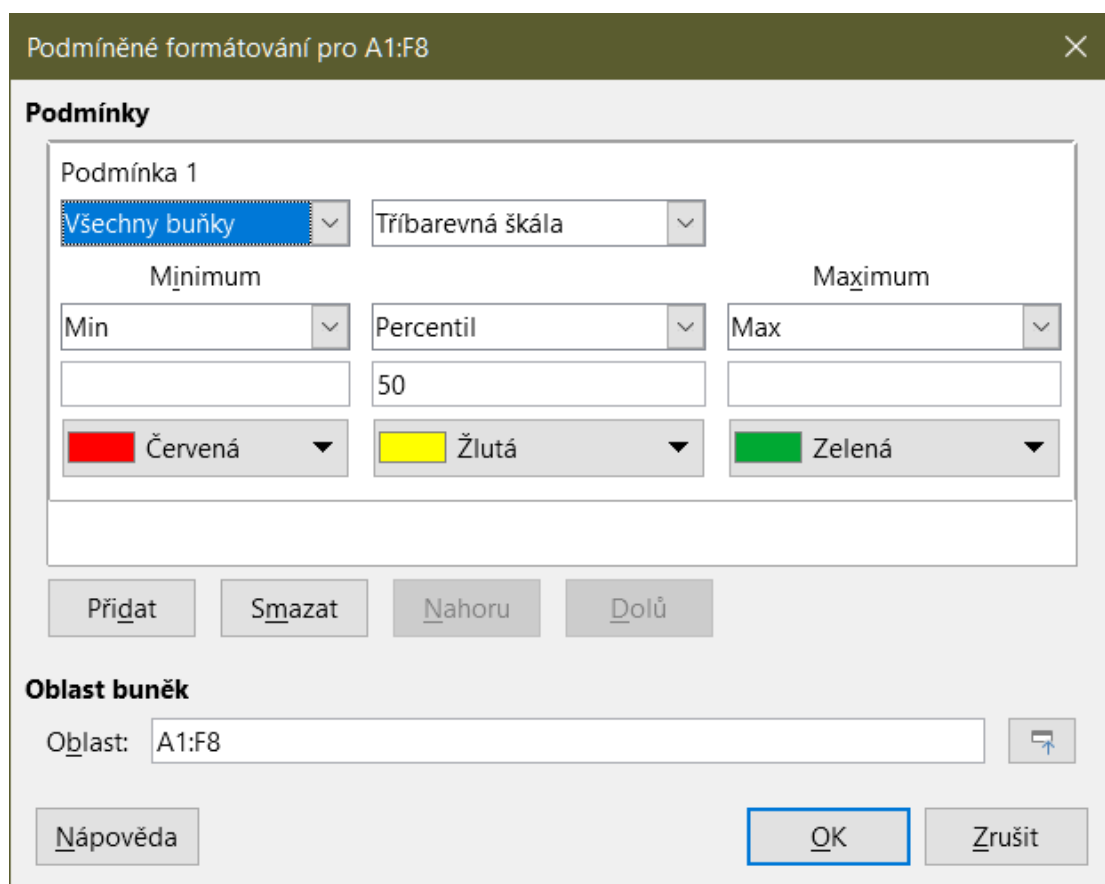 Podmíněné formátování pro A1:F8
Podmínky
Podmínka 1
Všechny buňky Tříbarevná škála
Minimum Maximum
Min Percentil Max
50
Červená Žlutá Zelená
Přidat Smazat Nahoru Dolů
Oblast buněk
Oblast: A1:F8
Nápověda OK Zrušit